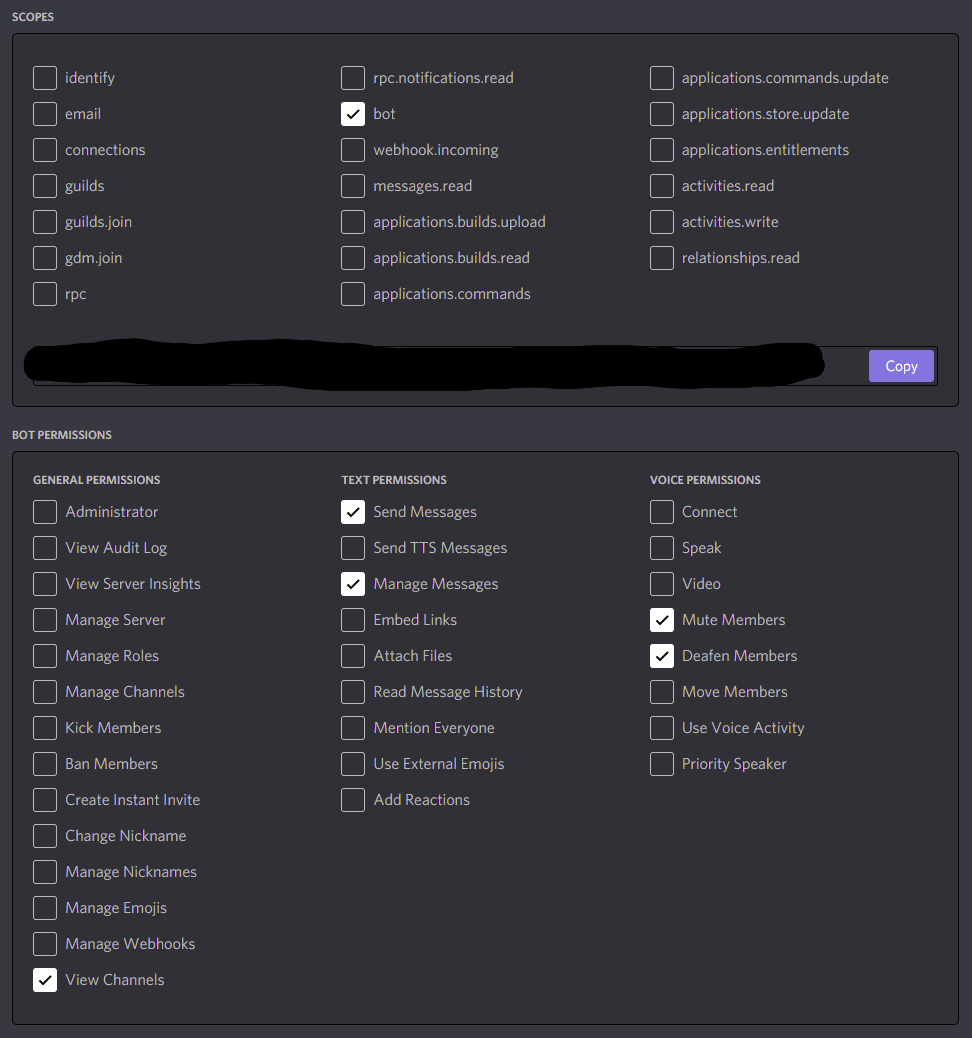 SCOPES
identify
email
connections
guilds
guilds.join
gdm.join
rpc
rpc.notifications.read
bot
webhook.incoming
messages.read
applications.builds.upload
applications.builds.read
applications.commands
applications.commands.update
applications.store.update
applications.entitlements
activities.read
activities.write
relationships.read
Copy
BOT PERMISSIONS
GENERAL PERMISSIONS
Administrator
View Audit Log
View Server Insights
Manage Server
Manage Roles
Manage Channels
Kick Members
Ban Members
Create Instant Invite
Change Nickname
Manage Nicknames
Manage Emojis
Manage Webhooks
View Channels
TEXT PERMISSIONS
Send Messages
Send TTS Messages
Manage Messages
Embed Links
Attach Files
Read Message History
Mention Everyone
Use External Emojis
Add Reactions
VOICE PERMISSIONS
Connect
Speak
Video
Mute Members
Deafen Members
Move Members
Use Voice Activity
Priority Speaker